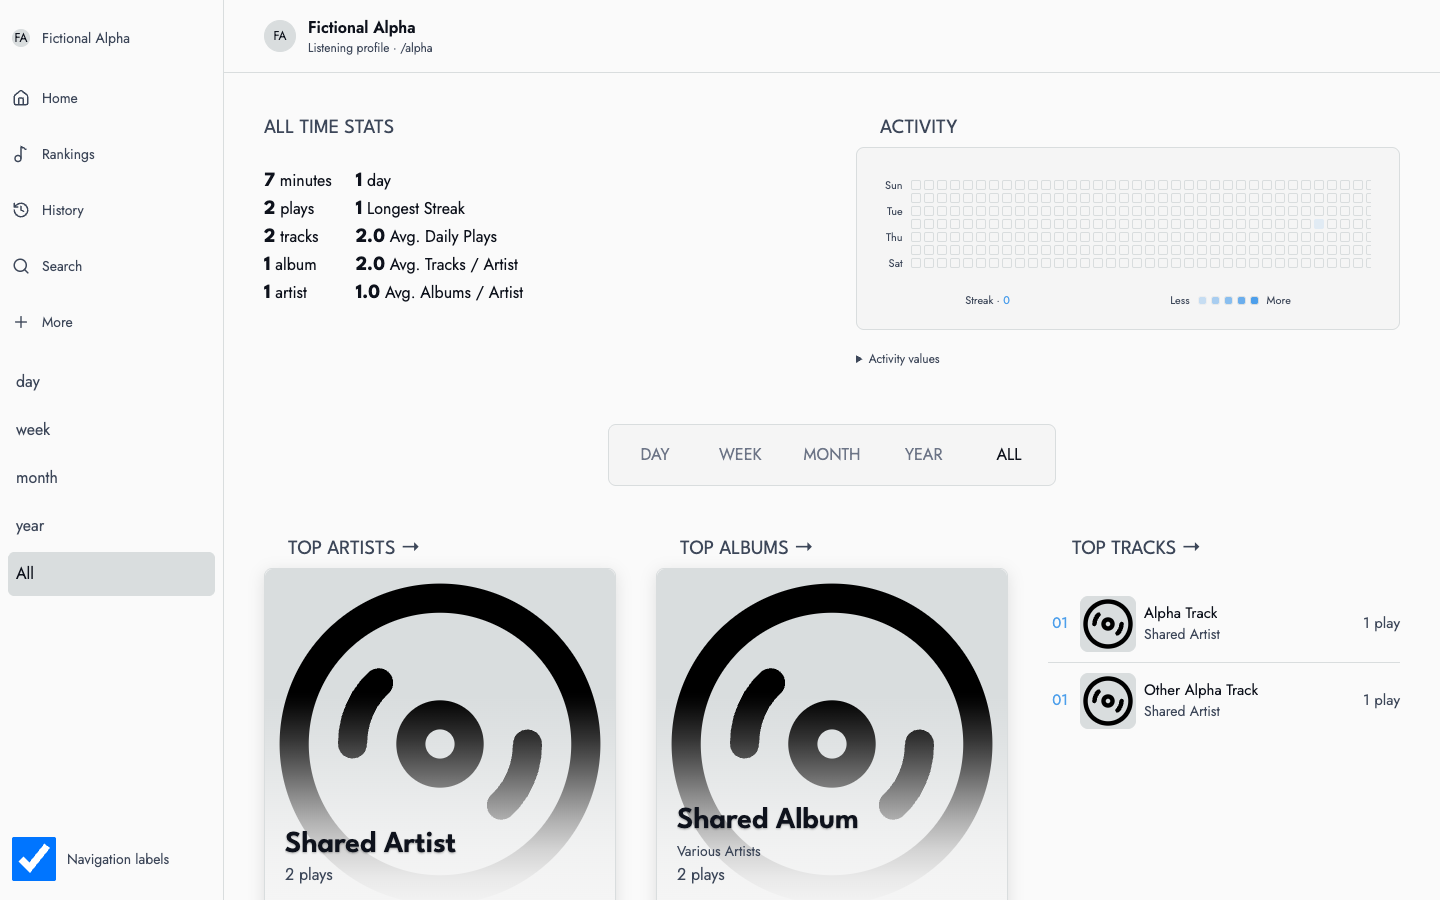 FA Fictional Alpha
Home
Rankings
History
Search
More
day
week
month
year
All
Navigation labels
FA
Fictional Alpha
Listening profile · /alpha
ALL TIME STATS
7 minutes
2 plays
2 tracks
1 album
1 artist
1 day
1 Longest Streak
2.0 Avg. Daily Plays
2.0 Avg. Tracks / Artist
1.0 Avg. Albums / Artist
ACTIVITY
Sun
Tue
Thu
Sat
Streak · 0
Less
More
Activity values
DAY WEEK MONTH YEAR ALL
TOP ARTISTS →
Shared Artist
2 plays
TOP ALBUMS →
Shared Album
Various Artists
2 plays
TOP TRACKS →
01 Alpha Track 1 play
Shared Artist
01 Other Alpha Track 1 play
Shared Artist